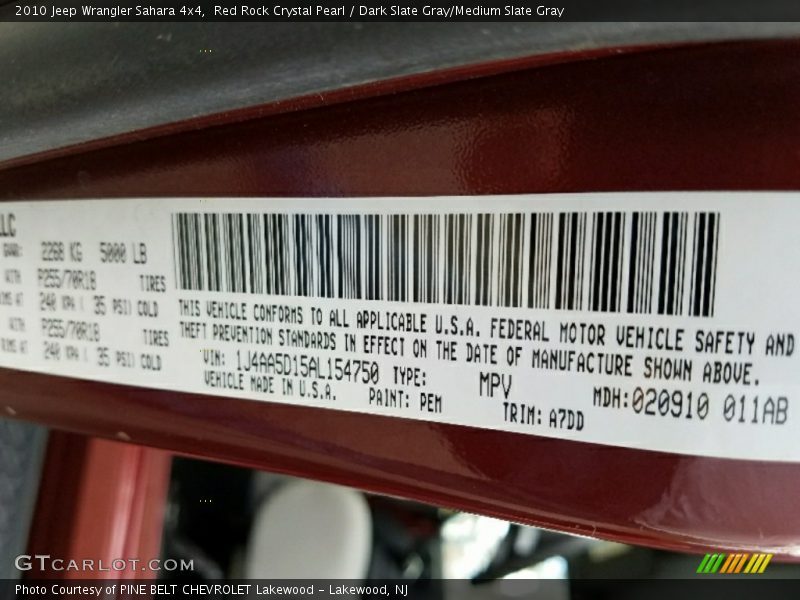 2010 Jeep Wrangler Sahara 4x4, Red Rock Crystal Pearl / Dark Slate Gray/Medium Slate Gray
LLC
2268 KG 5000 LB
WITH P255/70R18 TIRES
240 KPA ( 35 PSI) COLD
WITH P255/70R18 TIRES
240 KPA ( 35 PSI) COLD
THIS VEHICLE CONFORMS TO ALL APPLICABLE U.S.A. FEDERAL MOTOR VEHICLE SAFETY AND
THEFT PREVENTION STANDARDS IN EFFECT ON THE DATE OF MANUFACTURE SHOWN ABOVE.
VIN: 1J4AA5D15AL154750 TYPE: MPV MDH:020910 011AB
VEHICLE MADE IN U.S.A. PAINT: PEM TRIM: A7DD
GTCARLOT.COM
Photo Courtesy of PINE BELT CHEVROLET Lakewood - Lakewood, NJ